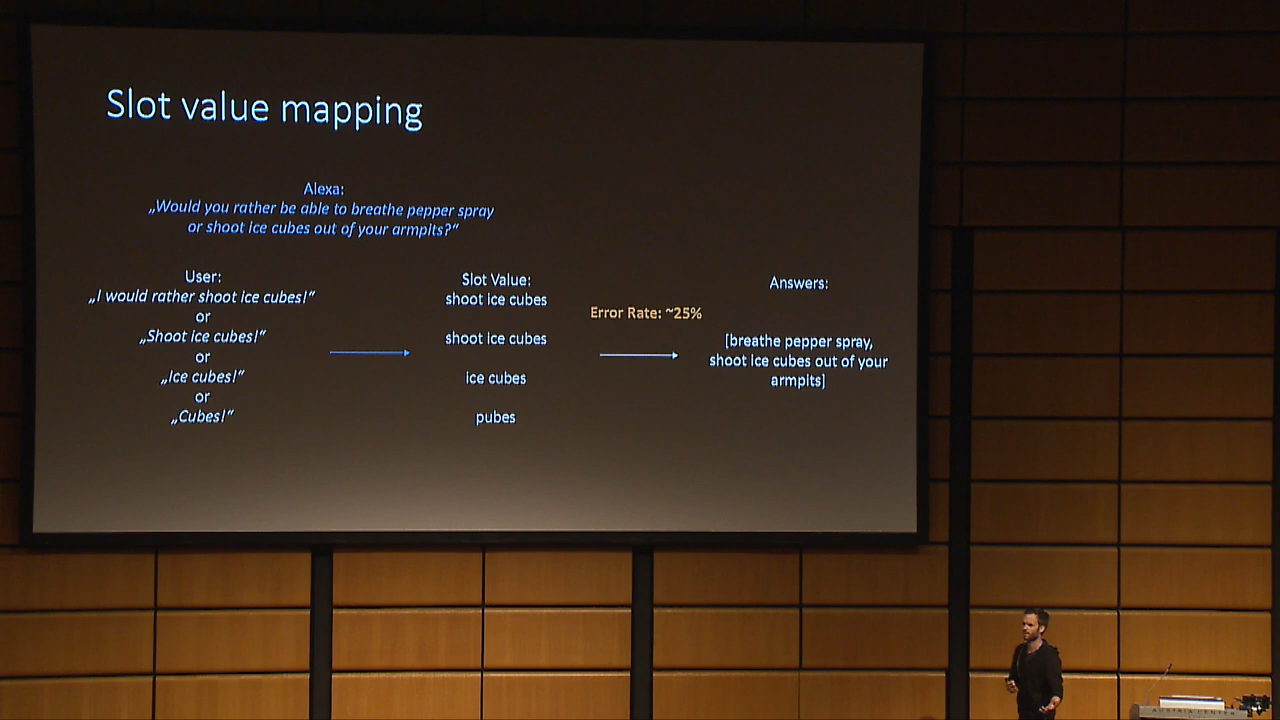 Slot value mapping
Alexa:
„Would you rather be able to breathe pepper spray
or shoot ice cubes out of your armpits?“
User:
„I would rather shoot ice cubes!“
or
„Shoot ice cubes!“
or
„Ice cubes!“
or
„Cubes!“
Slot Value:
shoot ice cubes
shoot ice cubes
ice cubes
pubes
Error Rate: ~25%
Answers:
[breathe pepper spray,
shoot ice cubes out of your
armpits]
AUSTRIA CENTER